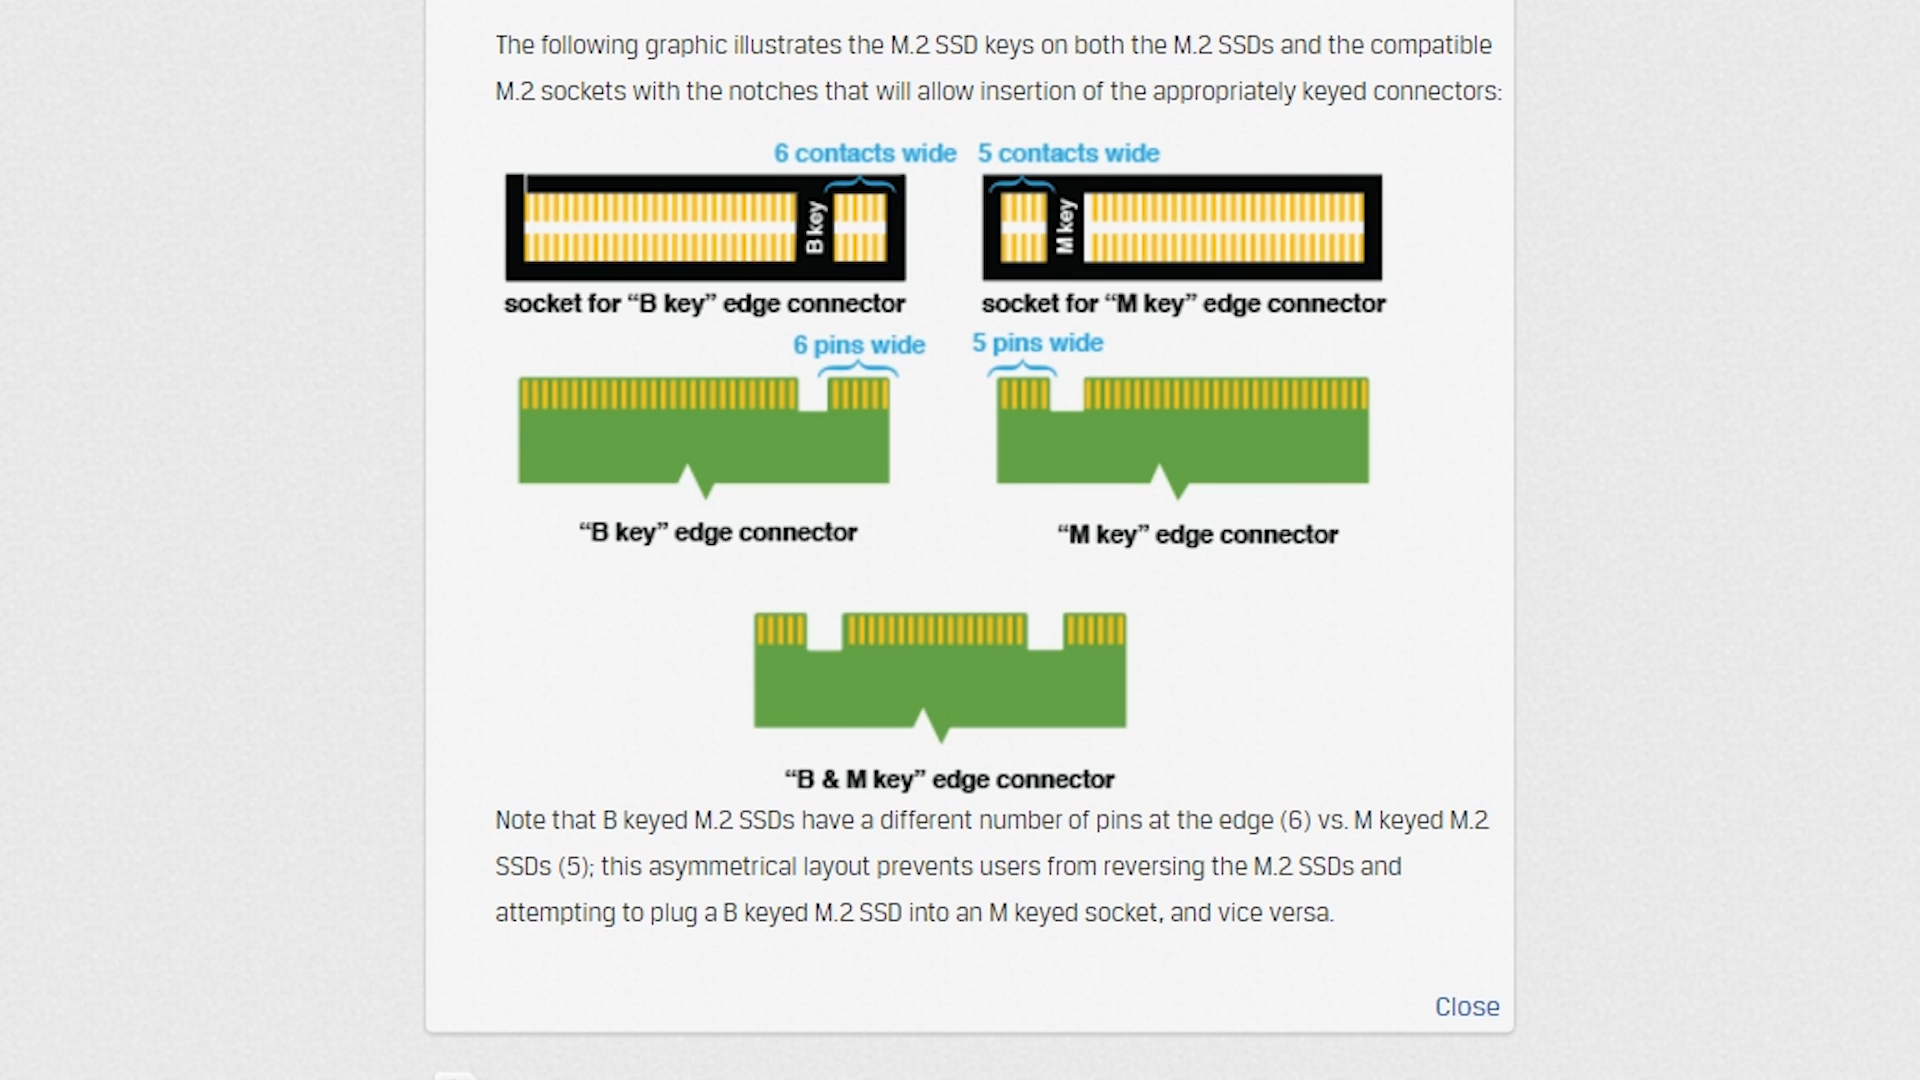 The following graphic illustrates the M.2 SSD keys on both the M.2 SSDs and the compatible
M.2 sockets with the notches that will allow insertion of the appropriately keyed connectors:
6 contacts wide 5 contacts wide
B key
M key
socket for “B key” edge connector
socket for “M key” edge connector
6 pins wide
5 pins wide
“B key” edge connector
“M key” edge connector
“B & M key” edge connector
Note that B keyed M.2 SSDs have a different number of pins at the edge (6) vs. M keyed M.2
SSDs (5); this asymmetrical layout prevents users from reversing the M.2 SSDs and
attempting to plug a B keyed M.2 SSD into an M keyed socket, and vice versa.
Close